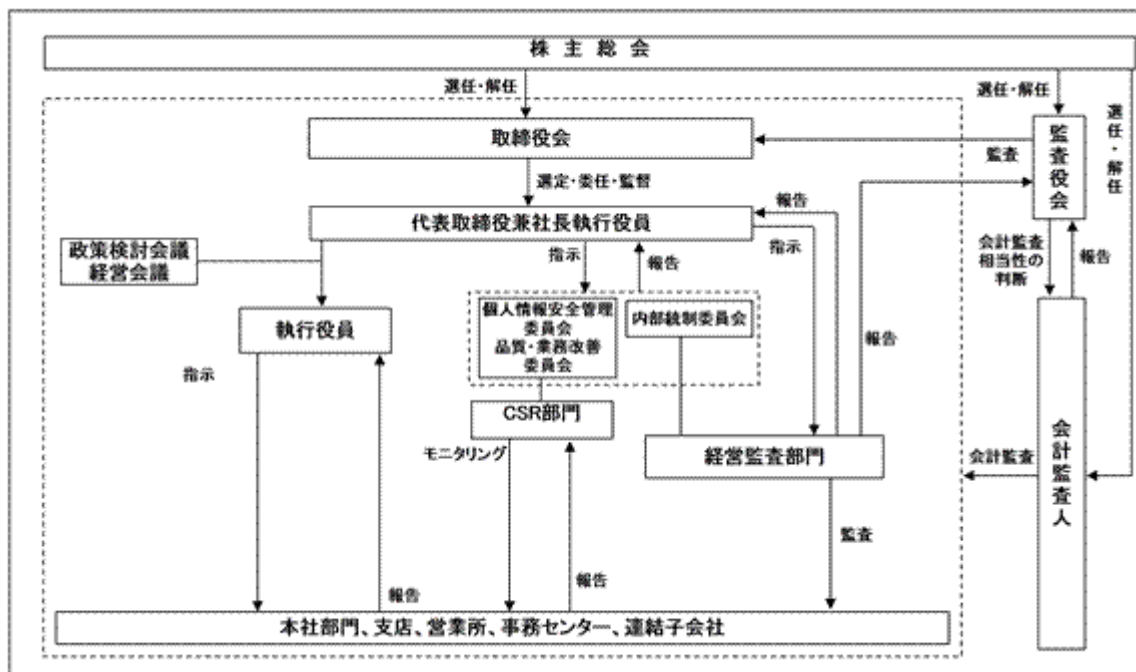 株主総会
選任・解任
選任・解任
選任・解任
取締役会
監査
監査役会
選定・委任・監督
報告
代表取締役兼社長執行役員
政策検討会議
経営会議
指示
報告
指示
会計監査
相当性の
判断
報告
執行役員
個人情報安全管理
委員会
品質・業務改善
委員会
内部統制委員会
報告
指示
CSR部門
モニタリング
経営監査部門
会計監査
会計監査人
監査
報告
報告
本社部門、支店、営業所、事務センター、連結子会社